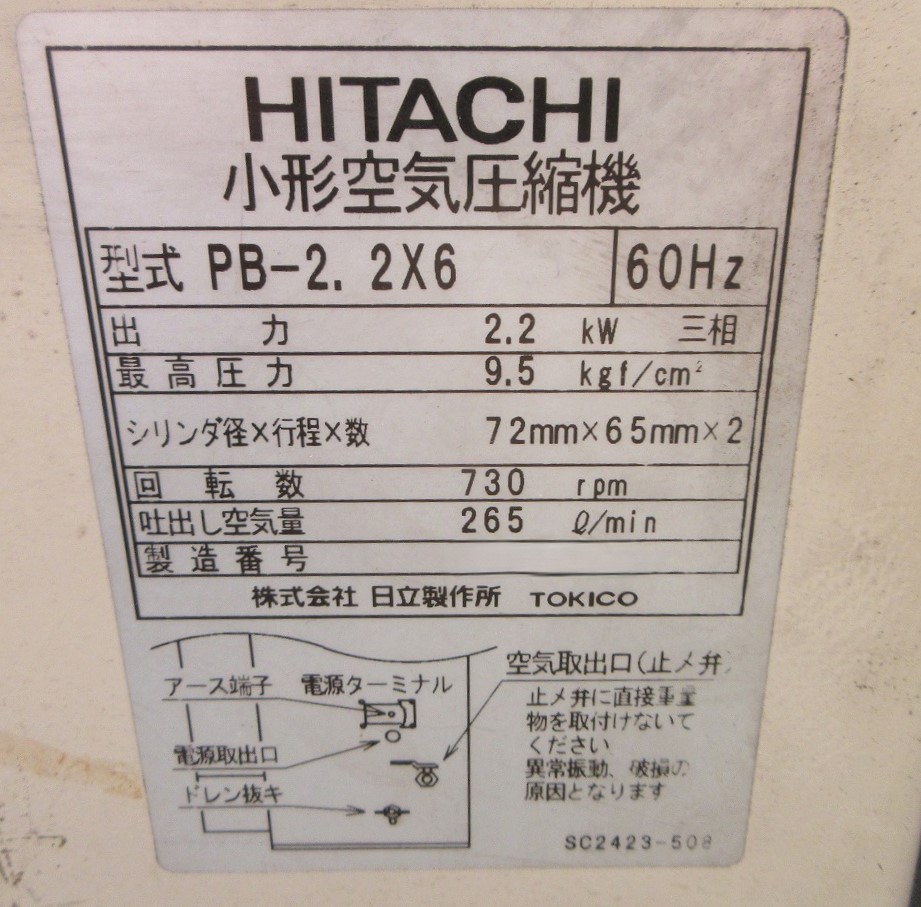 HITACHI
小形空気圧縮機
型式 PB-2.2X6 60Hz
出力 2.2 kW 三相
最高圧力 9.5 kgf/cm²
シリンダ径×行程×数 72mm×65mm×2
回転数 730 rpm
吐出し空気量 265 ℓ/min
製造番号
株式会社 日立製作所 TOKICO
空気取出口(止メ弁)
アース端子 電源ターミナル
止メ弁に直接重量
物を取付けないで
ください
異常振動、破損の
原因となります
電源取出口
ドレン抜キ
SC2423-508